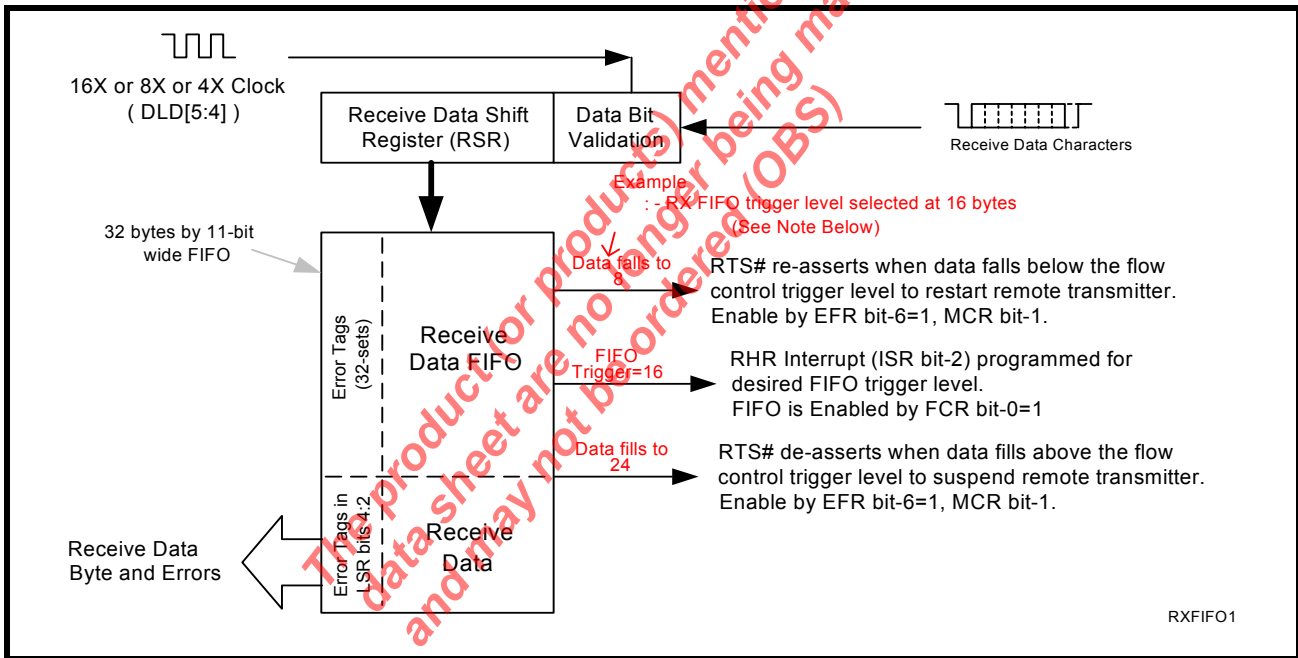 16X or 8X or 4X Clock
( DLD[5:4] )
Receive Data Shift
Register (RSR)
Data Bit
Validation
Receive Data Characters
Example
: - RX FIFO trigger level selected at 16 bytes
(See Note Below)
32 bytes by 11-bit
wide FIFO
Data falls to
8
RTS# re-asserts when data falls below the flow
control trigger level to restart remote transmitter.
Enable by EFR bit-6=1, MCR bit-1.
Error Tags
(32-sets)
Receive
Data FIFO
FIFO
Trigger=16
RHR Interrupt (ISR bit-2) programmed for
desired FIFO trigger level.
FIFO is Enabled by FCR bit-0=1
Data fills to
24
RTS# de-asserts when data fills above the flow
control trigger level to suspend remote transmitter.
Enable by EFR bit-6=1, MCR bit-1.
Error Tags in
LSR bits 4:2
Receive
Data
Receive Data
Byte and Errors
RXFIFO1
The product (or products) mentio
data sheet are no longer being ma
and may not be ordered (OBS)